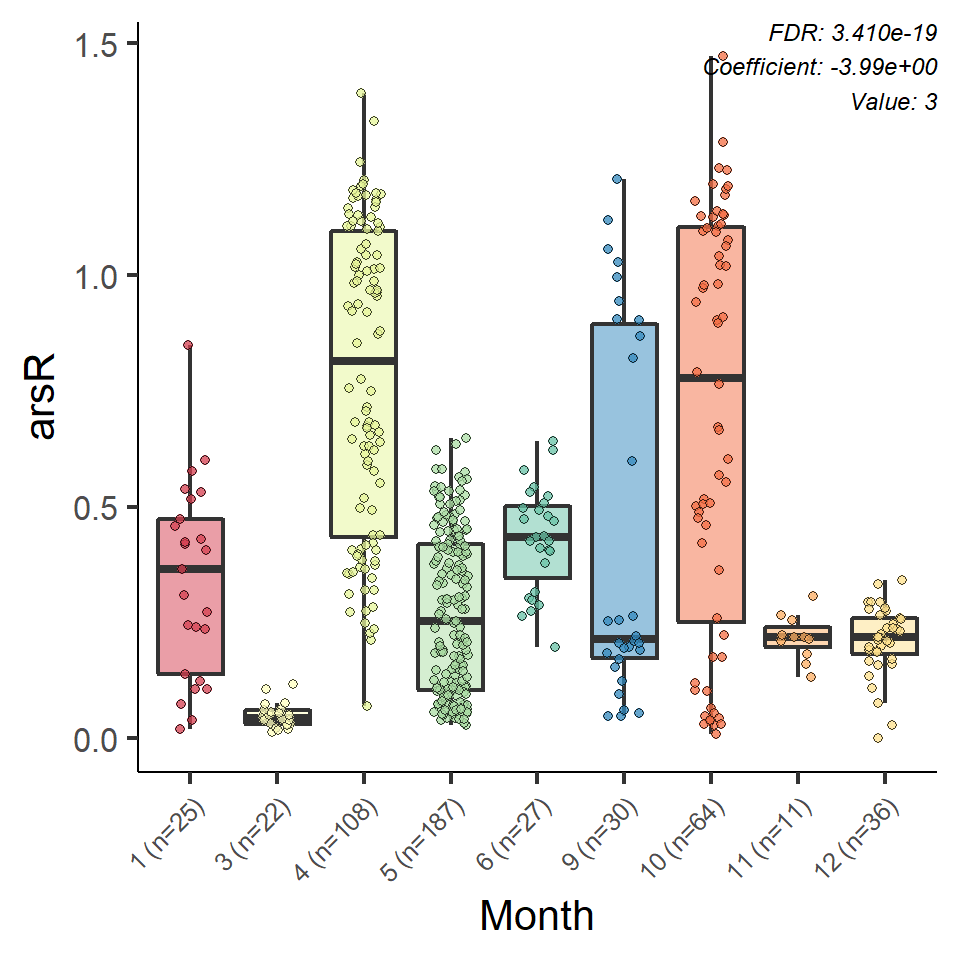 FDR: 3.410e-19
Coefficient: -3.99e+00
Value: 3
1.5
1.0
0.5
0.0
arsR
1 (n=25)
3 (n=22)
4 (n=108)
5 (n=187)
6 (n=27)
9 (n=30)
10 (n=64)
11 (n=11)
12 (n=36)
Month